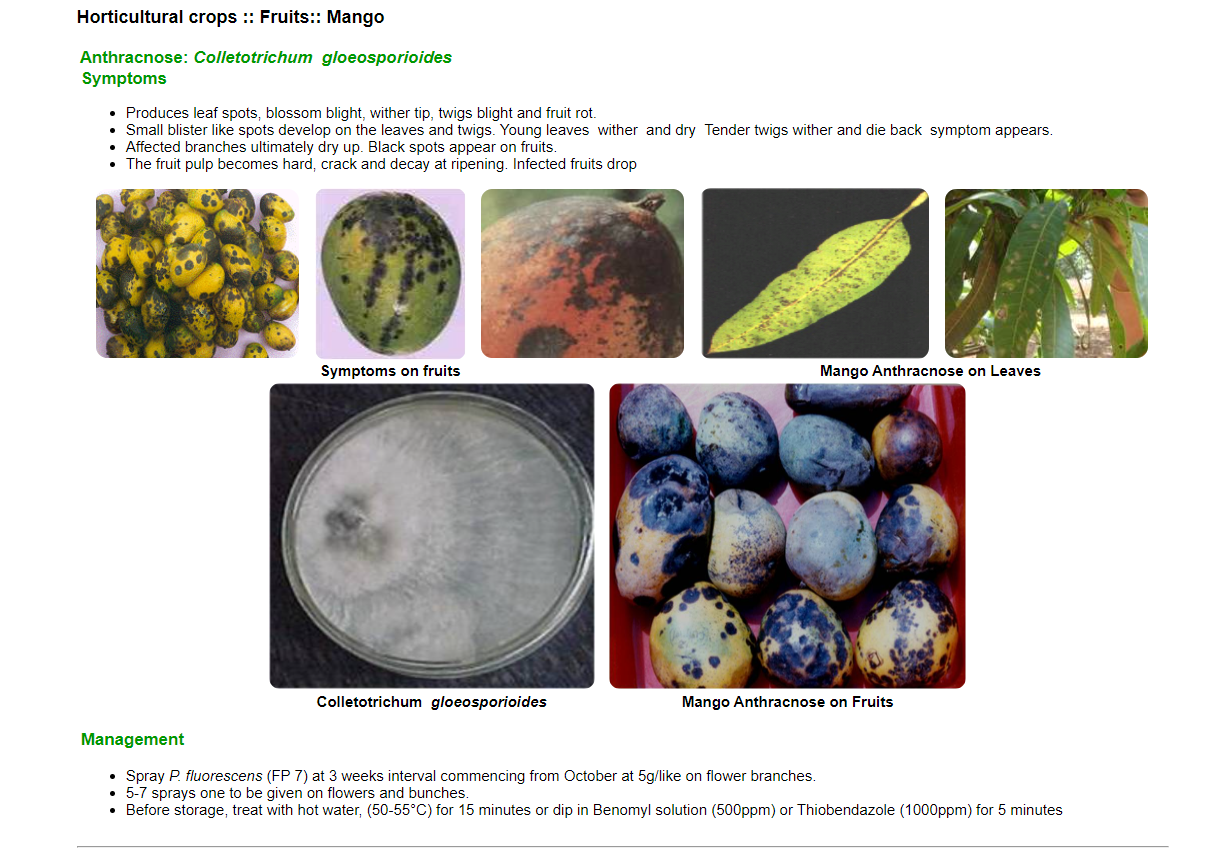 Horticultural crops :: Fruits:: Mango
Anthracnose: Colletotrichum  gloeosporioides
Symptoms
• Produces leaf spots, blossom blight, wither tip, twigs blight and fruit rot.
• Small blister like spots develop on the leaves and twigs. Young leaves  wither  and dry  Tender twigs wither and die back  symptom appears.
• Affected branches ultimately dry up. Black spots appear on fruits.
• The fruit pulp becomes hard, crack and decay at ripening. Infected fruits drop
Symptoms on fruits
Mango Anthracnose on Leaves
Colletotrichum  gloeosporioides
Mango Anthracnose on Fruits
Management
• Spray P. fluorescens (FP 7) at 3 weeks interval commencing from October at 5g/like on flower branches.
• 5-7 sprays one to be given on flowers and bunches.
• Before storage, treat with hot water, (50-55°C) for 15 minutes or dip in Benomyl solution (500ppm) or Thiobendazole (1000ppm) for 5 minutes